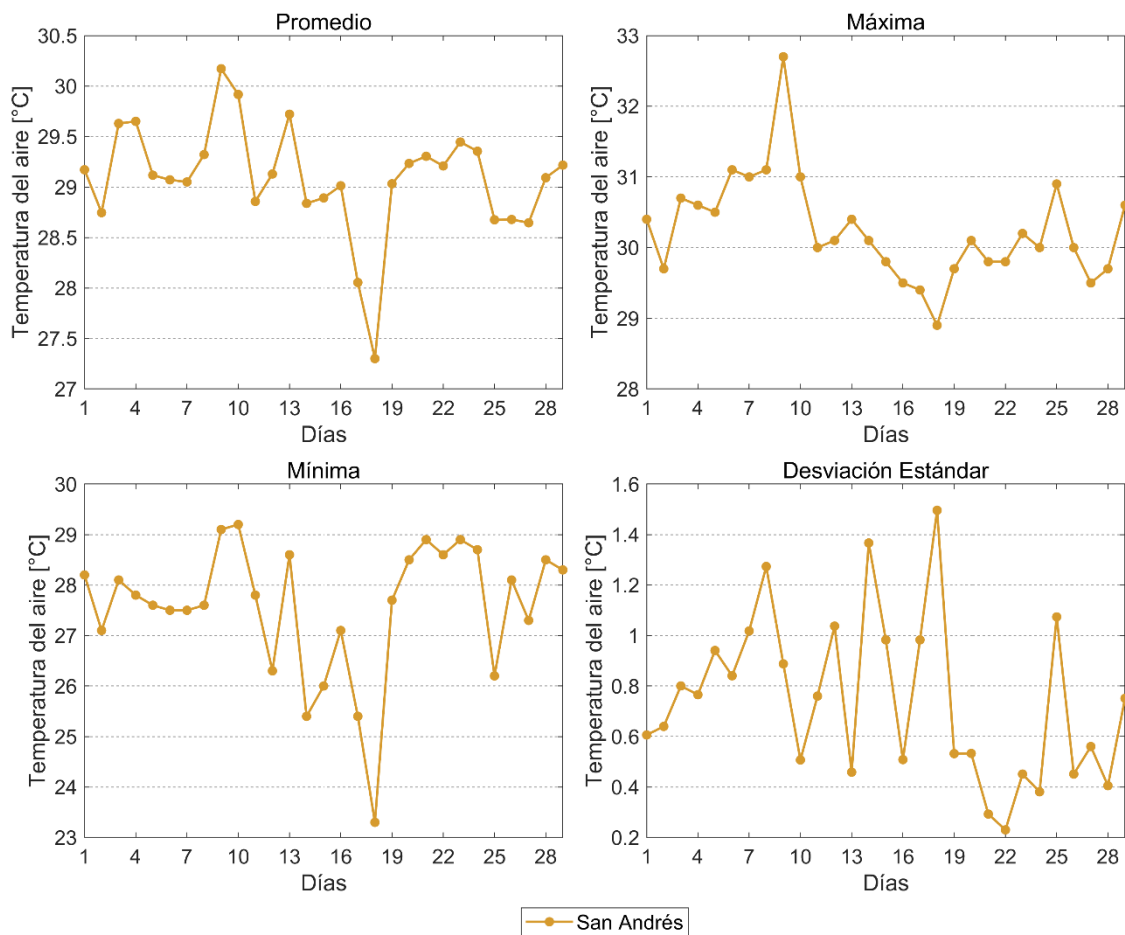 Promedio
Temperatura del aire [°C]
30.5
30
29.5
29
28.5
28
27.5
27
1 4 7 10 13 16 19 22 25 28
Días
Máxima
Temperatura del aire [°C]
33
32
31
30
29
28
1 4 7 10 13 16 19 22 25 28
Días
Mínima
Temperatura del aire [°C]
30
29
28
27
26
25
24
23
1 4 7 10 13 16 19 22 25 28
Días
Desviación Estándar
Temperatura del aire [°C]
1.6
1.4
1.2
1
0.8
0.6
0.4
0.2
1 4 7 10 13 16 19 22 25 28
Días
San Andrés